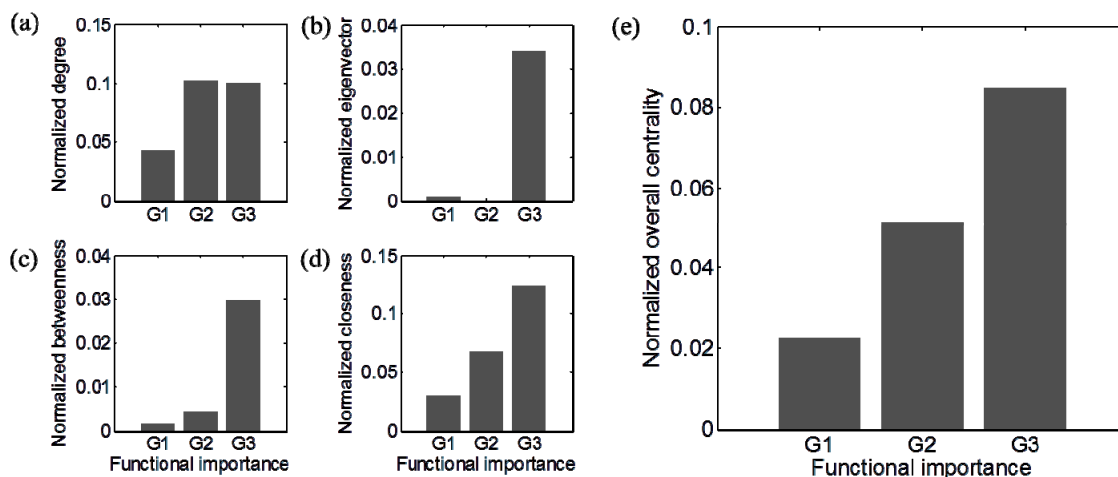 (a)
Normalized degree
0.15
0.1
0.05
0
G1 G2 G3
(b)
Normalized eigenvector
0.04
0.03
0.02
0.01
0
G1 G2 G3
(c)
Normalized betweenness
0.04
0.03
0.02
0.01
0
G1 G2 G3
Functional importance
(d)
Normalized closeness
0.15
0.1
0.05
0
G1 G2 G3
Functional importance
(e)
Normalized overall centrality
0.1
0.08
0.06
0.04
0.02
0
G1 G2 G3
Functional importance